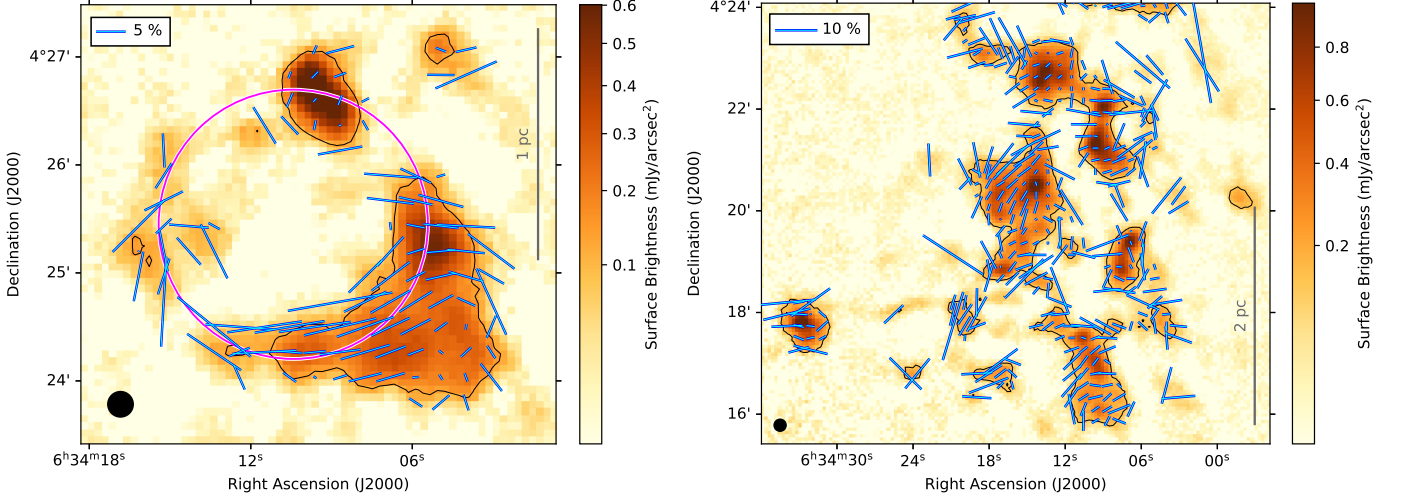 5 %
4°27'
26'
25'
24'
6ʰ34ᵐ18ˢ
12ˢ
06ˢ
Right Ascension (J2000)
Declination (J2000)
1 pc
0.6
0.5
0.4
0.3
0.2
0.1
Surface Brightness (mJy/arcsec²)
10 %
4°24'
22'
20'
18'
16'
6ʰ34ᵐ30ˢ
24ˢ
18ˢ
12ˢ
06ˢ
00ˢ
Right Ascension (J2000)
Declination (J2000)
2 pc
0.8
0.6
0.4
0.2
Surface Brightness (mJy/arcsec²)